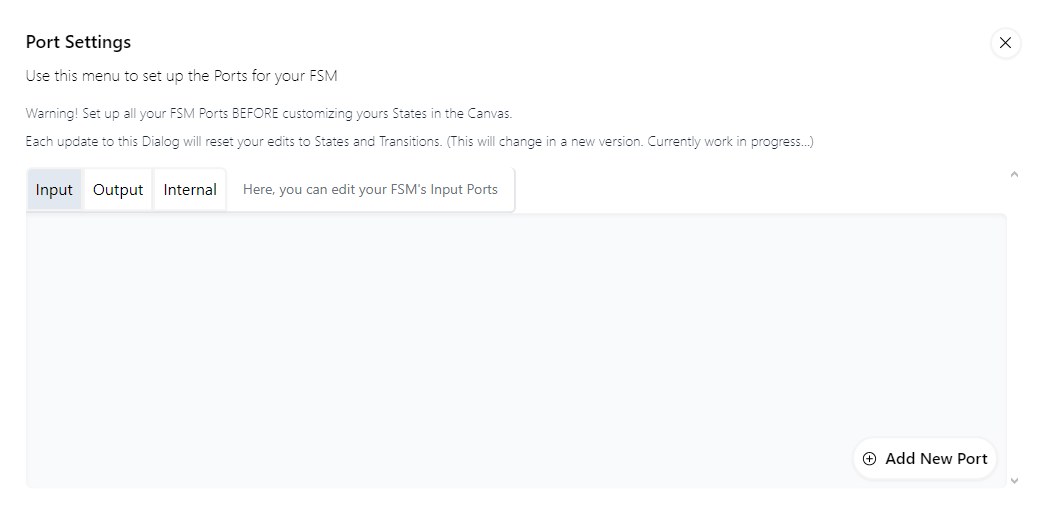 Port Settings
Use this menu to set up the Ports for your FSM
Warning! Set up all your FSM Ports BEFORE customizing yours States in the Canvas.
Each update to this Dialog will reset your edits to States and Transitions. (This will change in a new version. Currently work in progress...)
Input Output Internal Here, you can edit your FSM's Input Ports
Add New Port